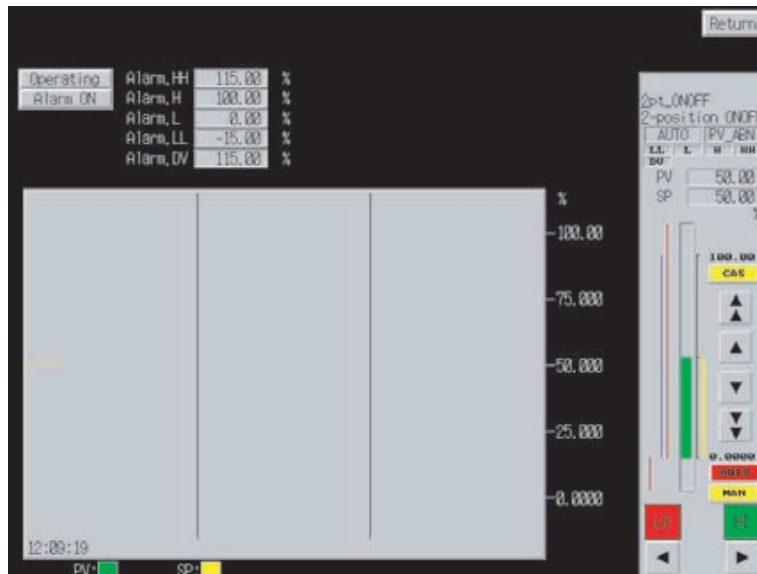 Return
Operating Alarm.HH 115.00 %
Alarm ON Alarm.H 100.00 %
Alarm.L 0.00 %
Alarm.LL -15.00 %
Alarm.DV 115.00 %
2pt_ONOFF
2-position ONOFF
AUTO PV_ABN
LL L H HH
DV
PV 50.00
SP 50.00
%
%
100.00
75.000
50.000
25.000
0.0000
100.00
CAS
0.0000
AUTO
MAN
LO HI
12:09:19
PV: SP: